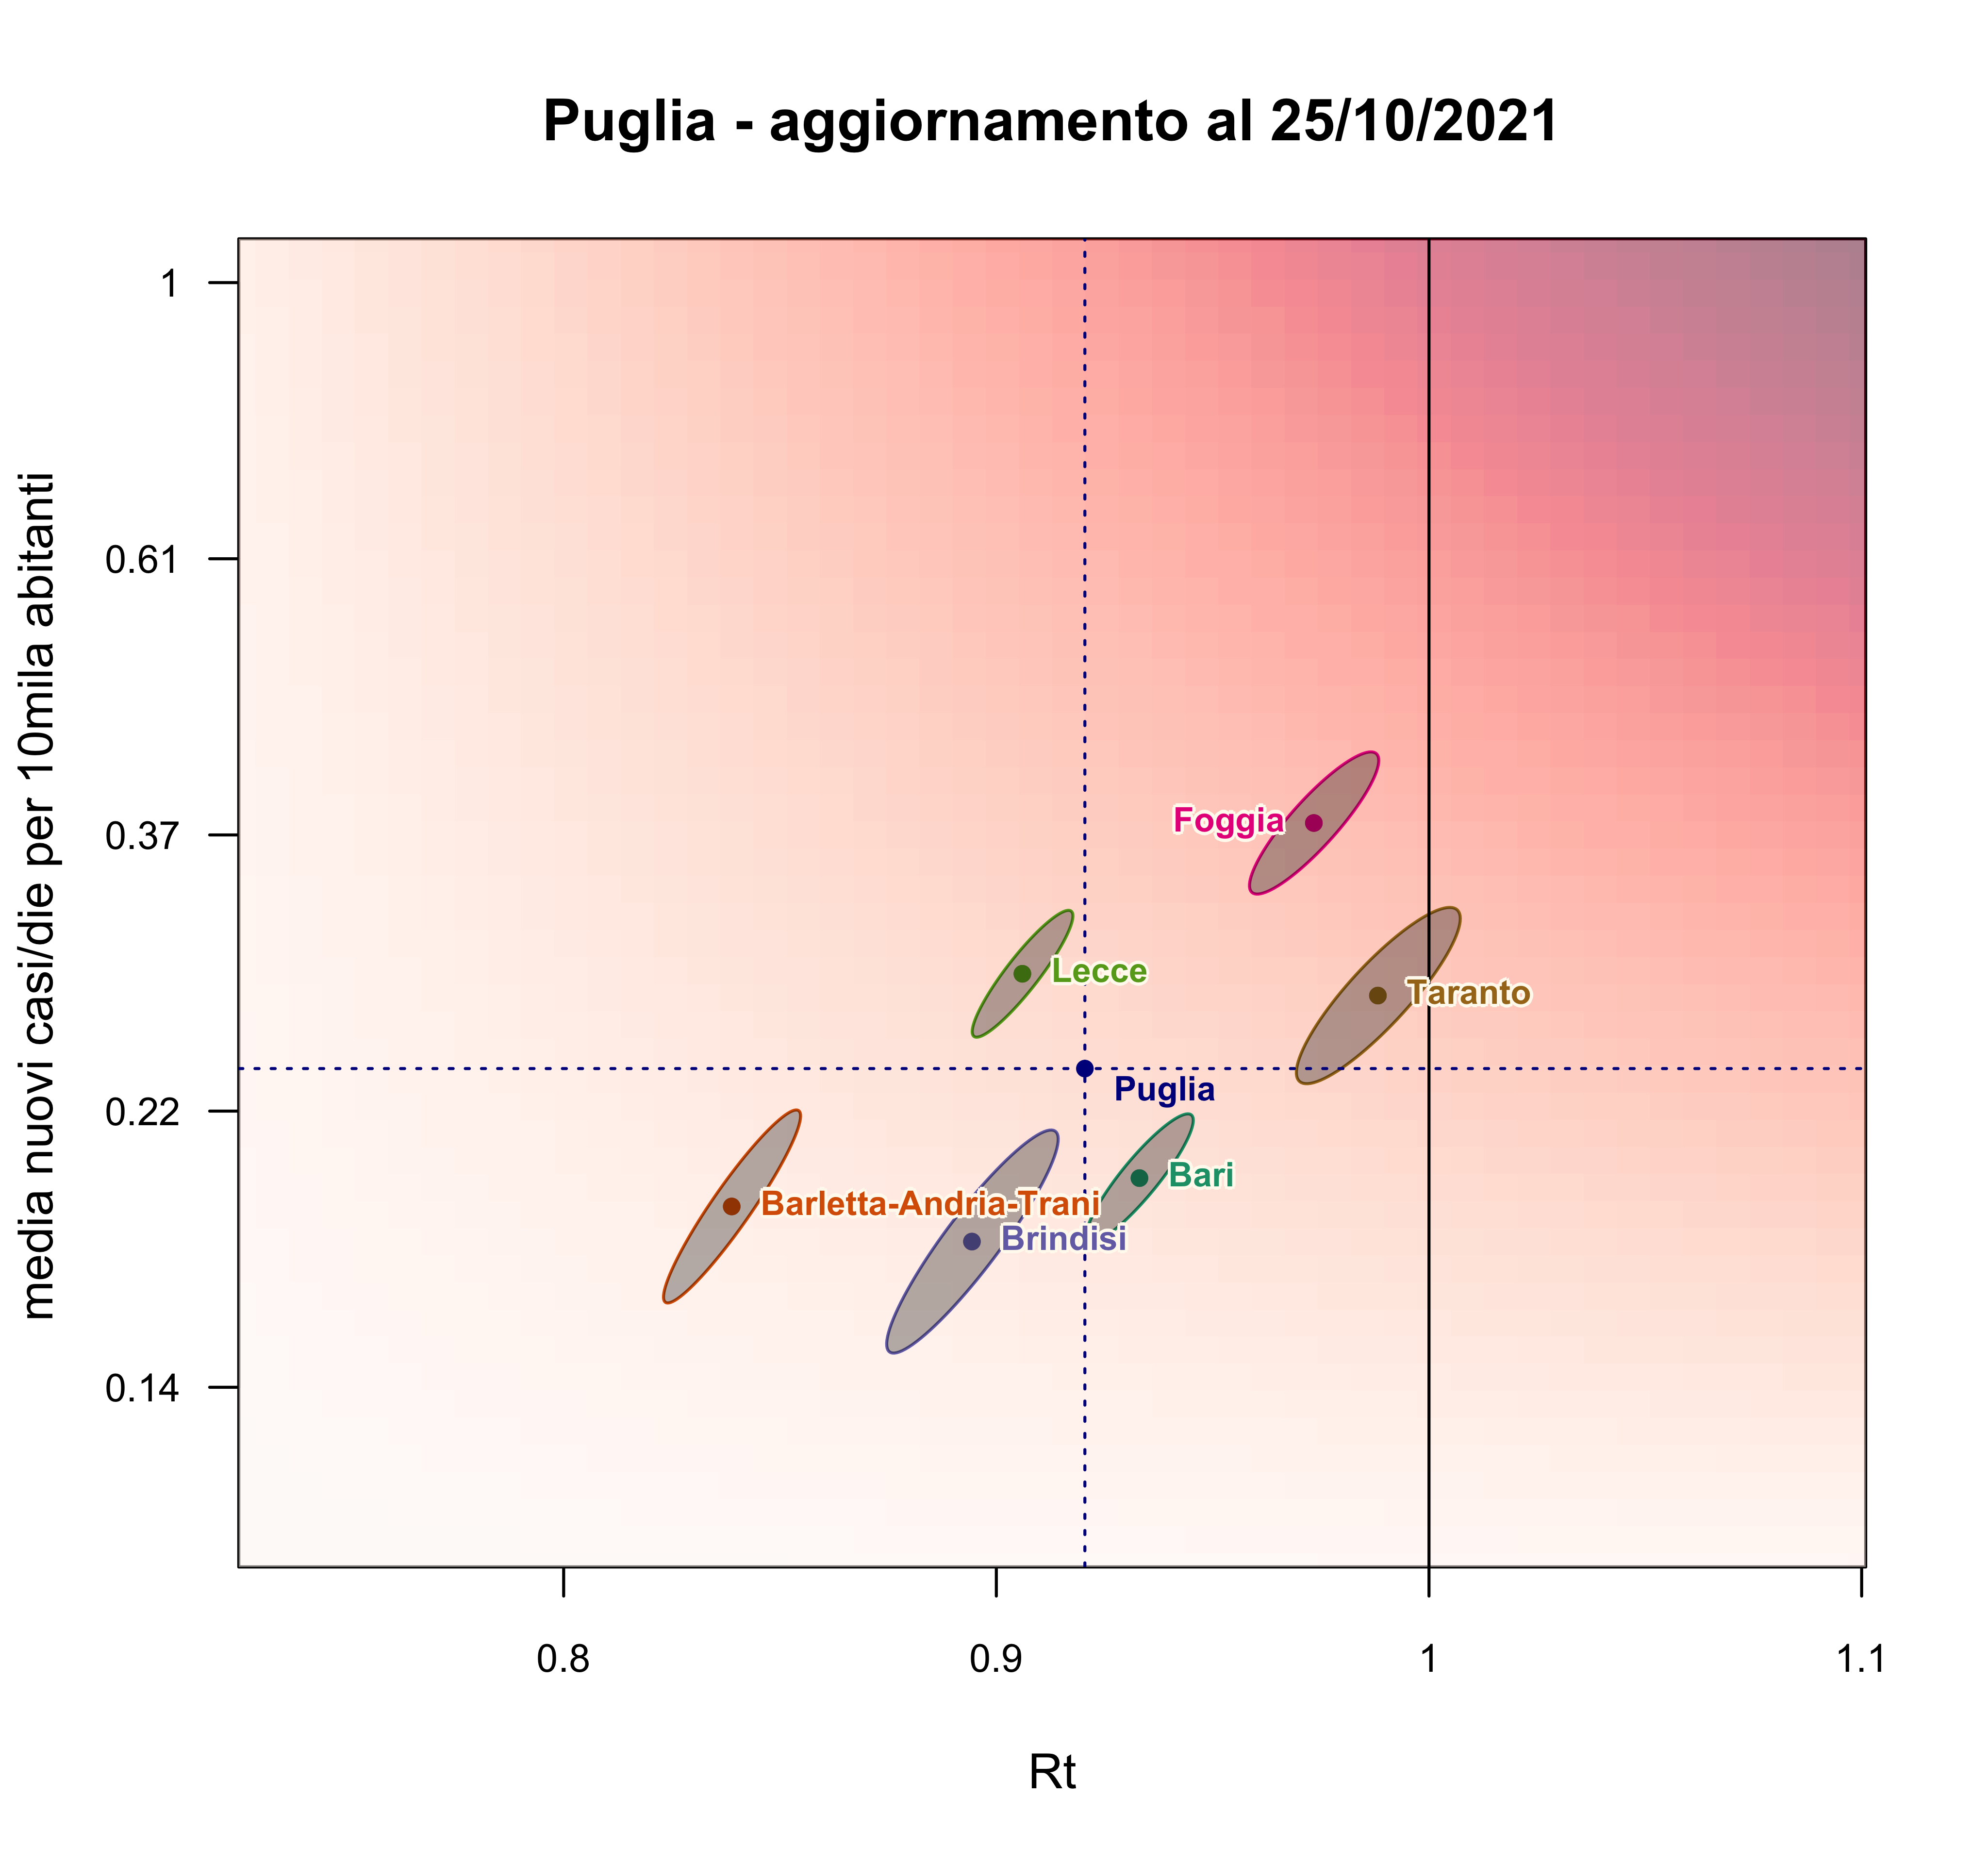 Puglia - aggiornamento al 25/10/2021
media nuovi casi/die per 10mila abitanti
1
0.61
0.37
0.22
0.14
Foggia
Lecce
Taranto
Puglia
Bari
Barletta-Andria-Trani
Brindisi
0.8
0.9
1
1.1
Rt